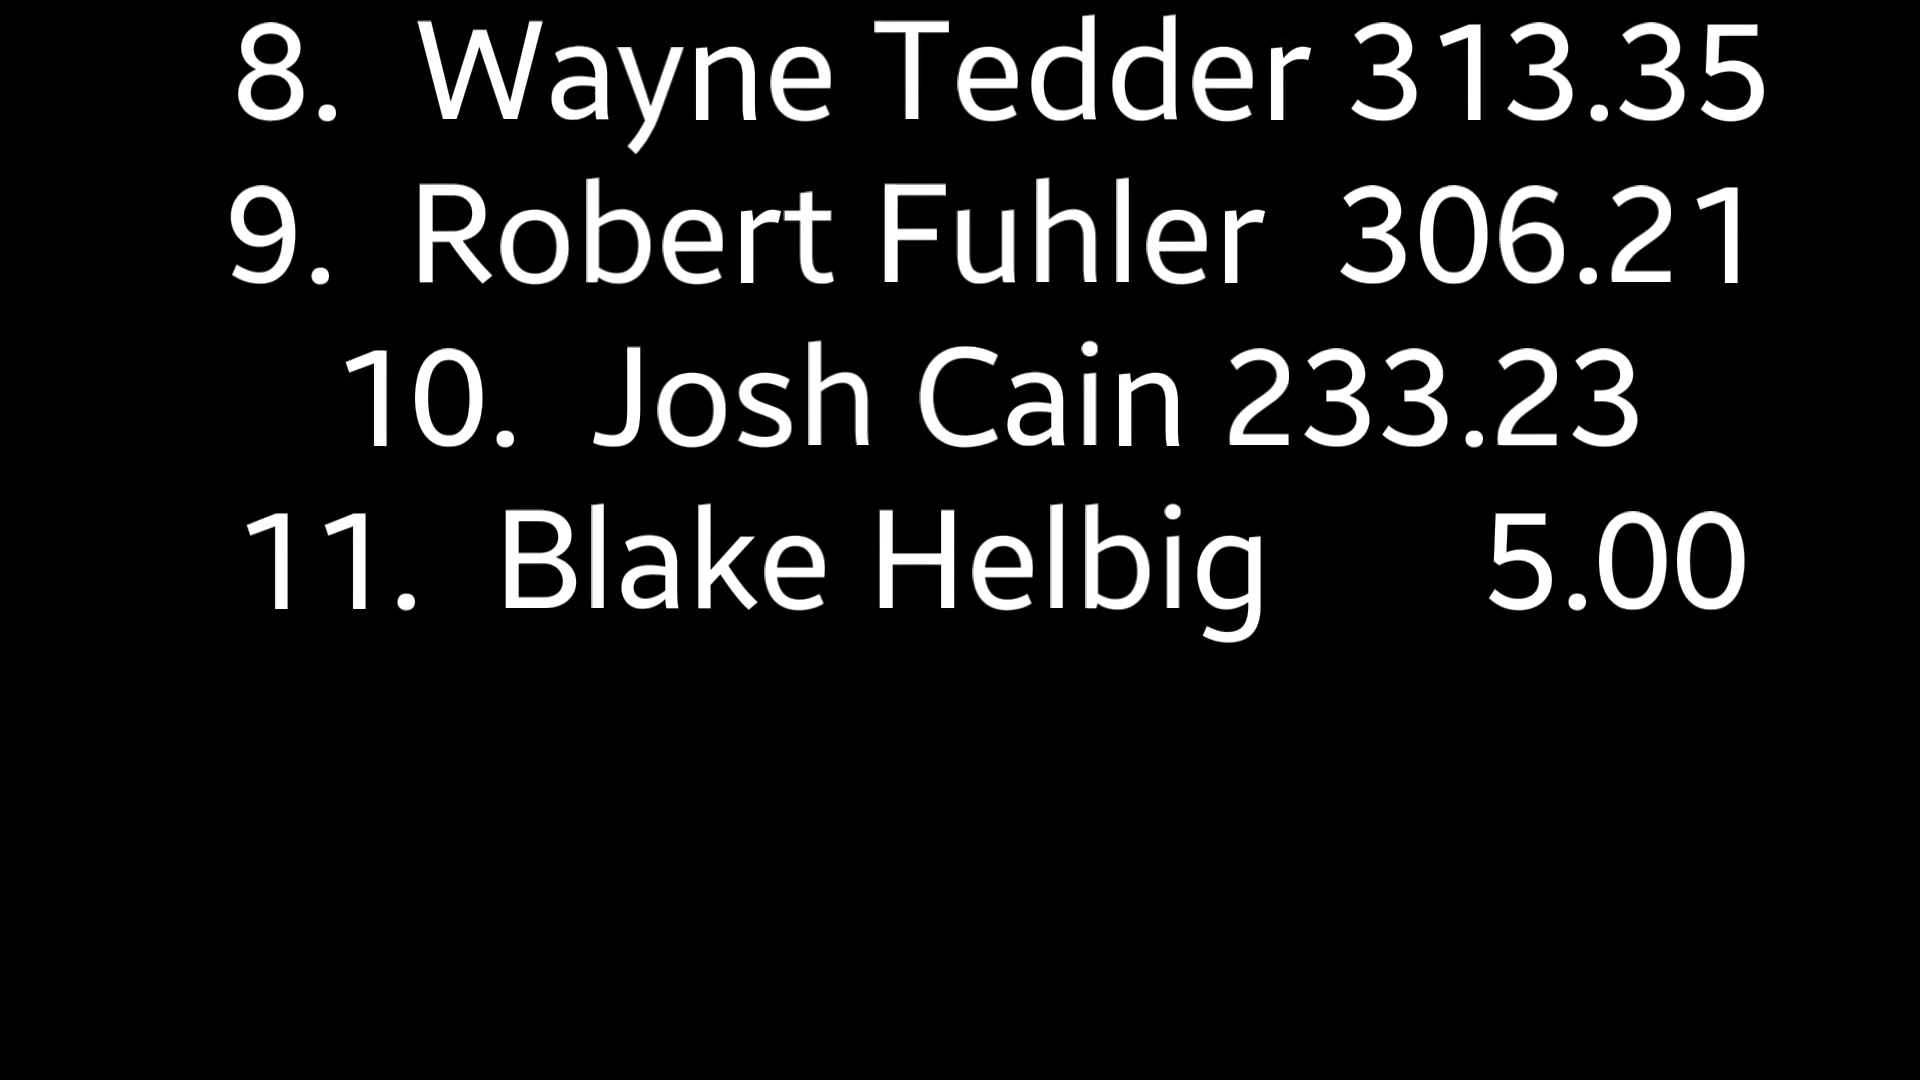 8. Wayne Tedder 313.35
9. Robert Fuhler 306.21
10. Josh Cain 233.23
11. Blake Helbig 5.00